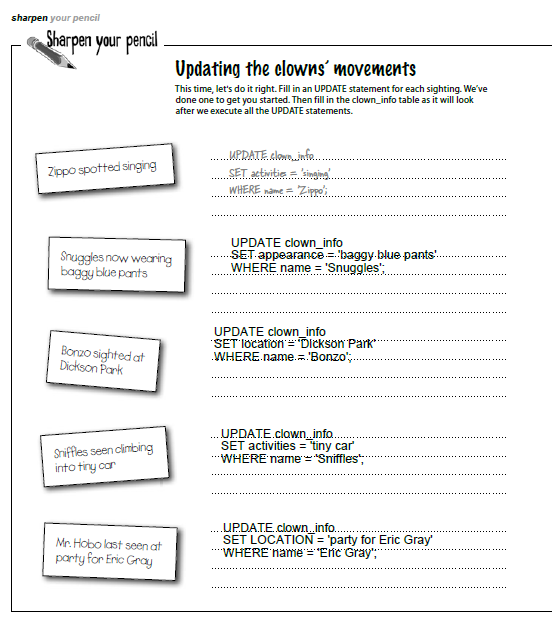 sharpen your pencil
Sharpen your pencil
Updating the clowns’ movements
This time, let's do it right. Fill in an UPDATE statement for each sighting. We’ve
done one to get you started. Then fill in the clown_info table as it will look
after we execute all the UPDATE statements.
Zippo spotted singing
UPDATE clown_info
SET activities = 'singing'
WHERE name = 'Zippo';
Snuggles now wearing
baggy blue pants
UPDATE clown_info
SET appearance = 'baggy blue pants'
WHERE name = 'Snuggles';
Bonzo sighted at
Dickson Park
UPDATE clown_info
SET location = 'Dickson Park'
WHERE name = 'Bonzo';
Sniffles seen climbing
into tiny car
UPDATE clown_info
SET activities = 'tiny car'
WHERE name = 'Sniffles';
Mr. Hobo last seen at
party for Eric Gray
UPDATE clown_info
SET LOCATION = 'party for Eric Gray'
WHERE name = 'Eric Gray';